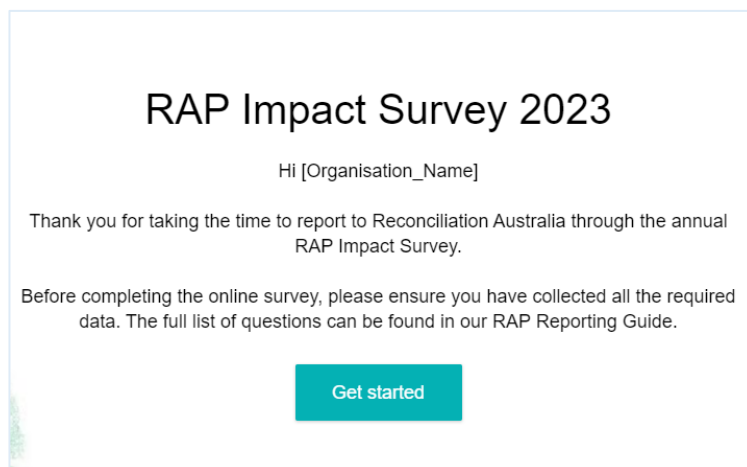 RAP Impact Survey 2023
Hi [Organisation_Name]
Thank you for taking the time to report to Reconciliation Australia through the annual
RAP Impact Survey.
Before completing the online survey, please ensure you have collected all the required
data. The full list of questions can be found in our RAP Reporting Guide.
Get started